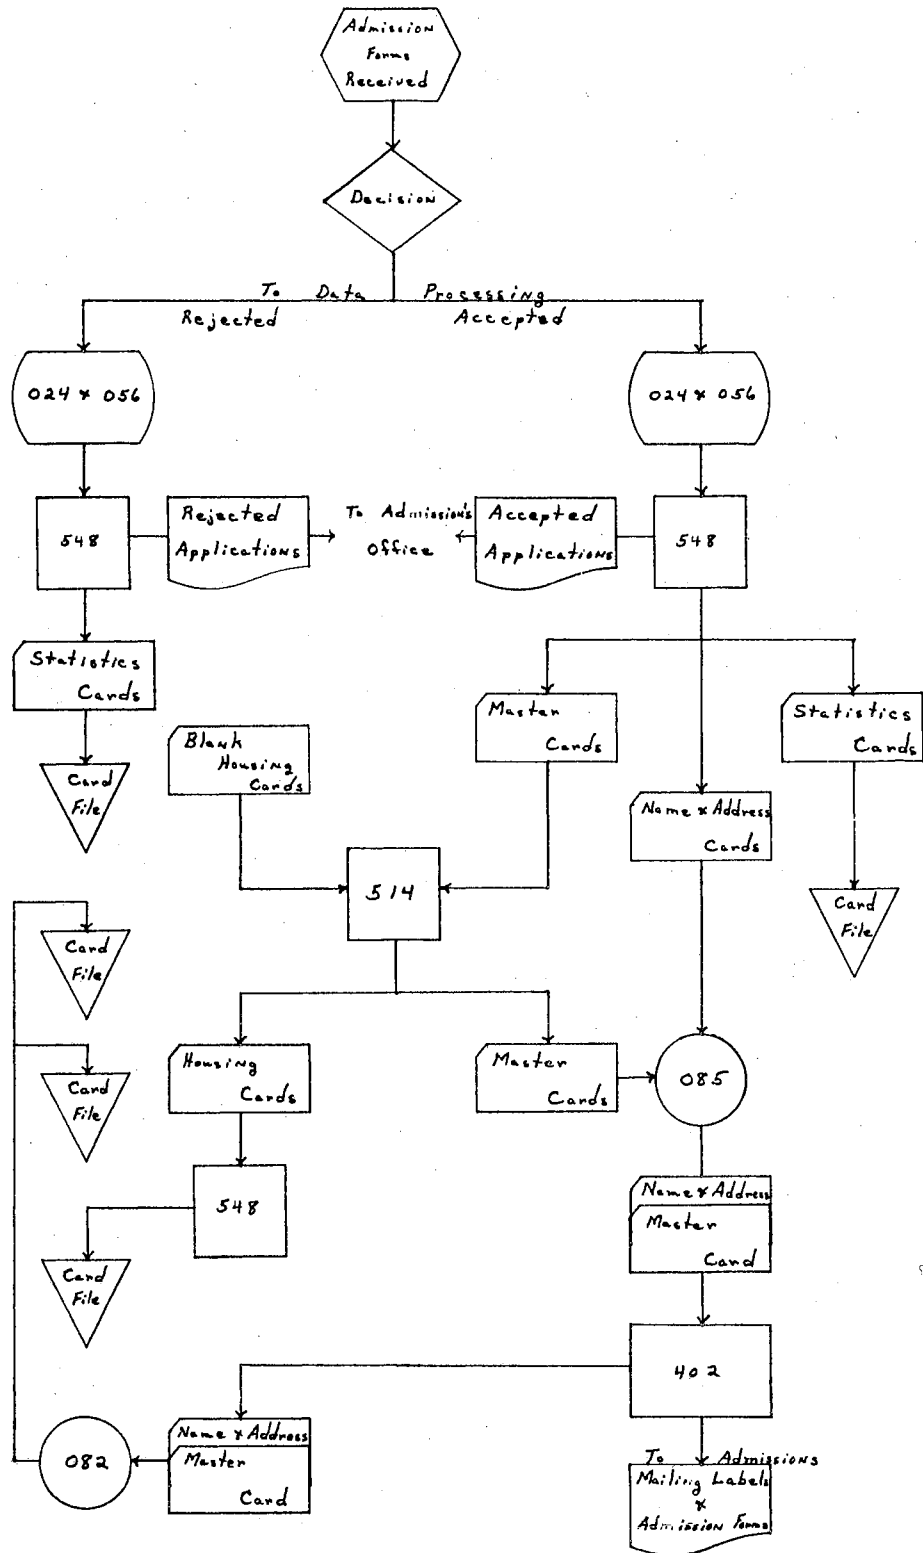 Admission
Forms
Received
Decision
To Data Processing
Rejected Accepted
024 & 056
024 & 056
548
Rejected
Applications
To Admission's
Office
Accepted
Applications
548
Statistics
Cards
Card
File
Blank
Housing
Cards
Master
Cards
Name & Address
Cards
Statistics
Cards
Card
File
514
Card
File
Card
File
Housing
Cards
Master
Cards
085
548
Card
File
Name & Address
Master
Card
402
082
Name & Address
Master
Card
To Admissions
Mailing Labels
&
Admission Forms